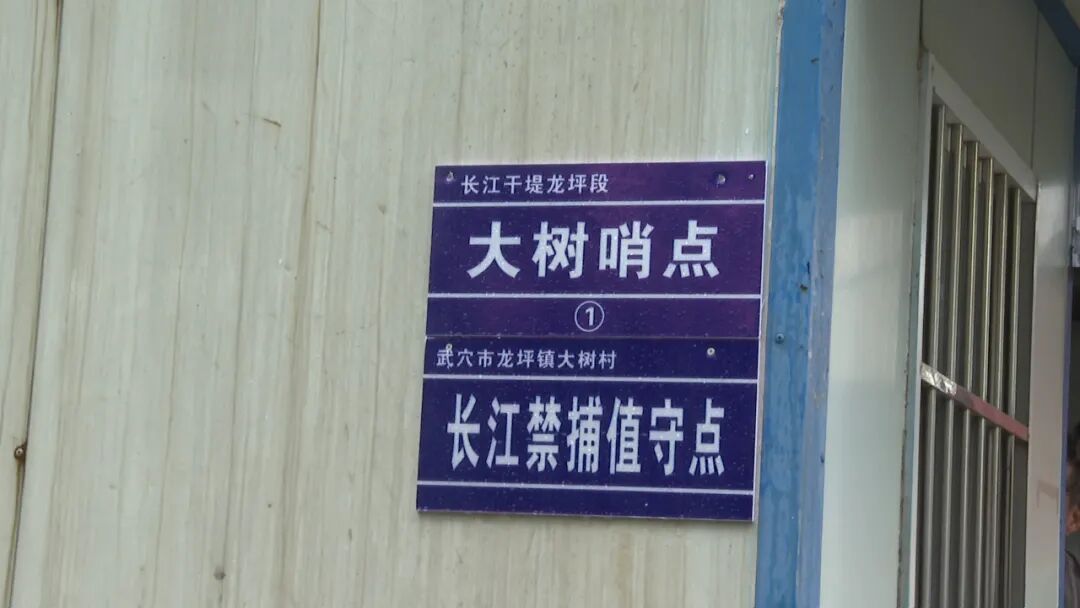 长江干堤龙坪段
大树哨点
①
武穴市龙坪镇大树村
长江禁捕值守点